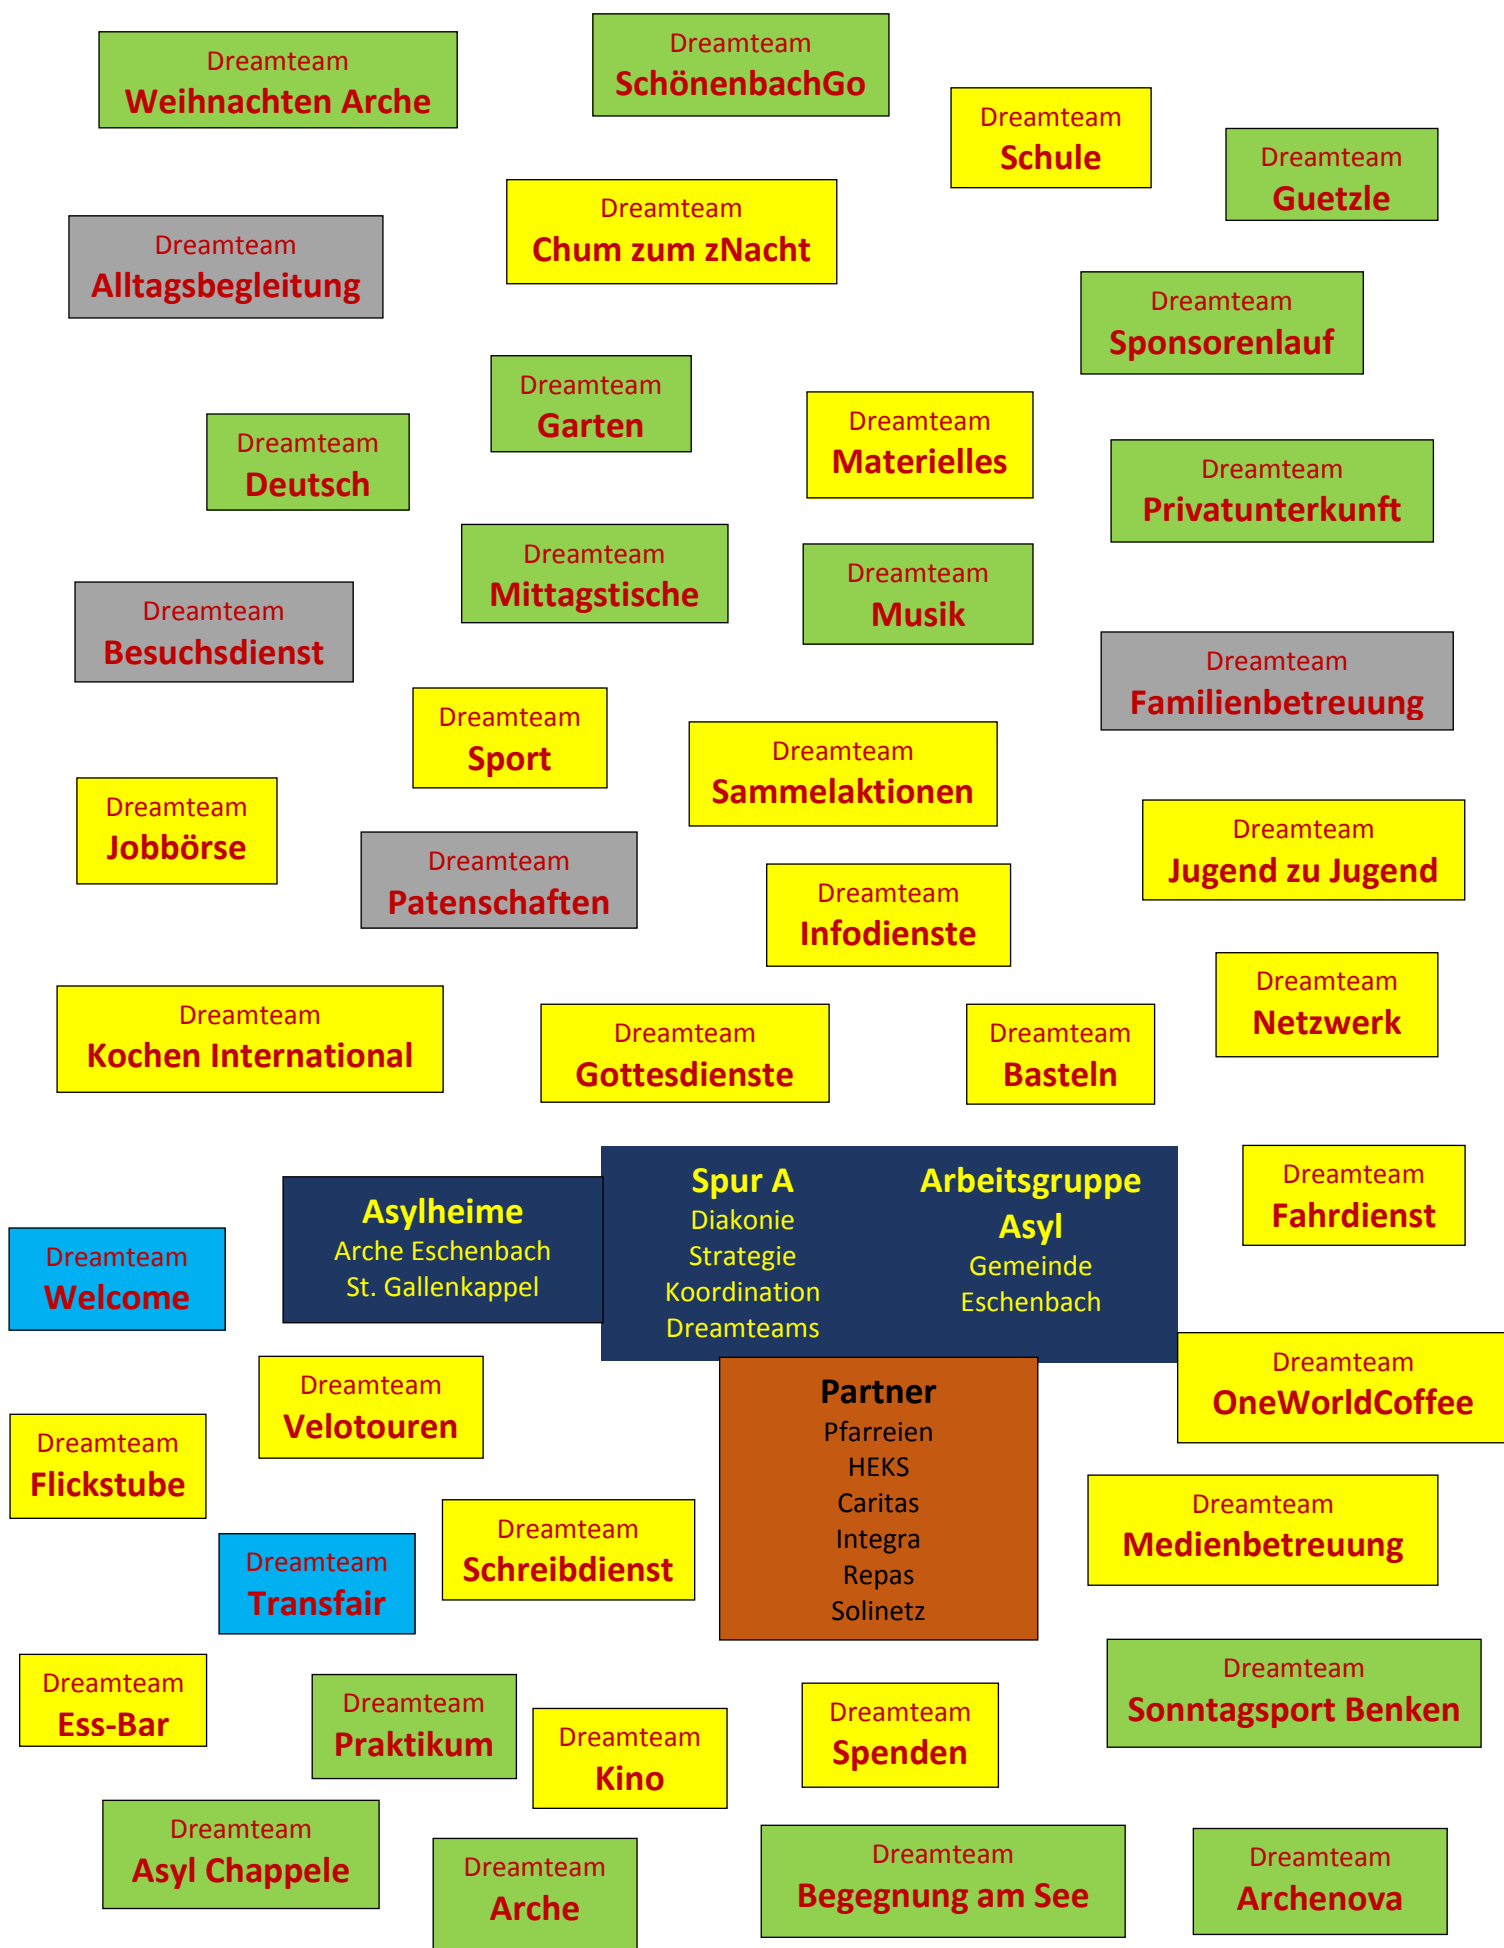 Dreamteam
Weihnachten Arche
Dreamteam
SchönenbachGo
Dreamteam
Schule
Dreamteam
Guetzle
Dreamteam
Chum zum zNacht
Dreamteam
Alltagsbegleitung
Dreamteam
Sponsorenlauf
Dreamteam
Garten
Dreamteam
Materielles
Dreamteam
Deutsch
Dreamteam
Privatunterkunft
Dreamteam
Mittagstische
Dreamteam
Musik
Dreamteam
Besuchsdienst
Dreamteam
Familienbetreuung
Dreamteam
Sport
Dreamteam
Sammelaktionen
Dreamteam
Jobbörse
Dreamteam
Jugend zu Jugend
Dreamteam
Patenschaften
Dreamteam
Infodienste
Dreamteam
Netzwerk
Dreamteam
Kochen International
Dreamteam
Gottesdienste
Dreamteam
Basteln
Asylheime
Arche Eschenbach
St. Gallenkappel
Spur A
Diakonie
Strategie
Koordination
Dreamteams
Arbeitsgruppe
Asyl
Gemeinde
Eschenbach
Dreamteam
Fahrdienst
Dreamteam
Welcome
Dreamteam
Velotouren
Partner
Pfarreien
HEKS
Caritas
Integra
Repas
Solinetz
Dreamteam
OneWorldCoffee
Dreamteam
Flickstube
Dreamteam
Schreibdienst
Dreamteam
Medienbetreuung
Dreamteam
Transfair
Dreamteam
Ess-Bar
Dreamteam
Praktikum
Dreamteam
Kino
Dreamteam
Spenden
Dreamteam
Sonntagsport Benken
Dreamteam
Asyl Chappele
Dreamteam
Arche
Dreamteam
Begegnung am See
Dreamteam
Archenova